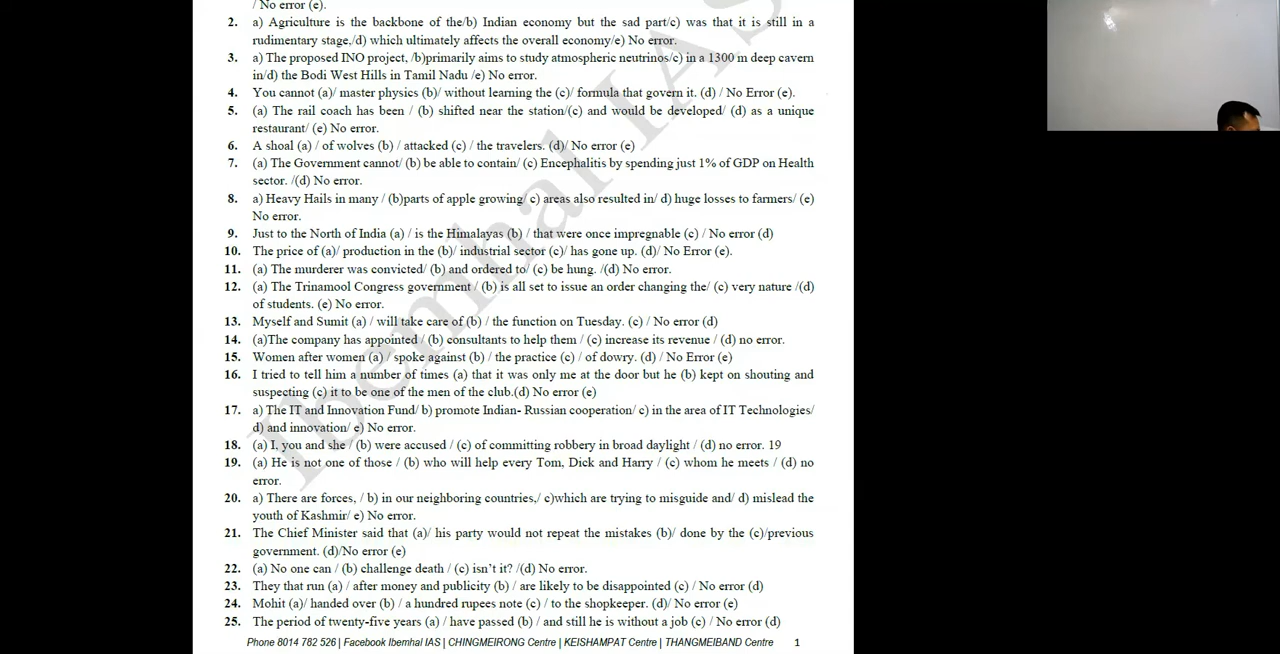 / No error (e).
2. a) Agriculture is the backbone of the/b) Indian economy but the sad part/c) was that it is still in a
rudimentary stage,/d) which ultimately affects the overall economy/e) No error.
3. a) The proposed INO project, /b)primarily aims to study atmospheric neutrinos/c) in a 1300 m deep cavern
in/d) the Bodi West Hills in Tamil Nadu /e) No error.
4. You cannot (a)/ master physics (b)/ without learning the (c)/ formula that govern it. (d) / No Error (e).
5. (a) The rail coach has been / (b) shifted near the station/(c) and would be developed/ (d) as a unique
restaurant/ (e) No error.
6. A shoal (a) / of wolves (b) / attacked (c) / the travelers. (d)/ No error (e)
7. (a) The Government cannot/ (b) be able to contain/ (c) Encephalitis by spending just 1% of GDP on Health
sector. /(d) No error.
8. a) Heavy Hails in many / (b)parts of apple growing/ c) areas also resulted in/ d) huge losses to farmers/ (e)
No error.
9. Just to the North of India (a) / is the Himalayas (b) / that were once impregnable (c) / No error (d)
10. The price of (a)/ production in the (b)/ industrial sector (c)/ has gone up. (d)/ No Error (e).
11. (a) The murderer was convicted/ (b) and ordered to/ (c) be hung. /(d) No error.
12. (a) The Trinamool Congress government / (b) is all set to issue an order changing the/ (c) very nature /(d)
of students. (e) No error.
13. Myself and Sumit (a) / will take care of (b) / the function on Tuesday. (c) / No error (d)
14. (a)The company has appointed / (b) consultants to help them / (c) increase its revenue / (d) no error.
15. Women after women (a) / spoke against (b) / the practice (c) / of dowry. (d) / No Error (e)
16. I tried to tell him a number of times (a) that it was only me at the door but he (b) kept on shouting and
suspecting (c) it to be one of the men of the club.(d) No error (e)
17. a) The IT and Innovation Fund/ b) promote Indian- Russian cooperation/ c) in the area of IT Technologies/
d) and innovation/ e) No error.
18. (a) I, you and she / (b) were accused / (c) of committing robbery in broad daylight / (d) no error. 19
19. (a) He is not one of those / (b) who will help every Tom, Dick and Harry / (c) whom he meets / (d) no
error.
20. a) There are forces, / b) in our neighboring countries,/ c)which are trying to misguide and/ d) mislead the
youth of Kashmir/ e) No error.
21. The Chief Minister said that (a)/ his party would not repeat the mistakes (b)/ done by the (c)/previous
government. (d)/No error (e)
22. (a) No one can / (b) challenge death / (c) isn't it? /(d) No error.
23. They that run (a) / after money and publicity (b) / are likely to be disappointed (c) / No error (d)
24. Mohit (a)/ handed over (b) / a hundred rupees note (c) / to the shopkeeper. (d)/ No error (e)
25. The period of twenty-five years (a) / have passed (b) / and still he is without a job (c) / No error (d)
Phone 8014 782 526 | Facebook Ibemhal IAS | CHINGMEIRONG Centre | KEISHAMPAT Centre | THANGMEIBAND Centre 1
Ibemhal IAS